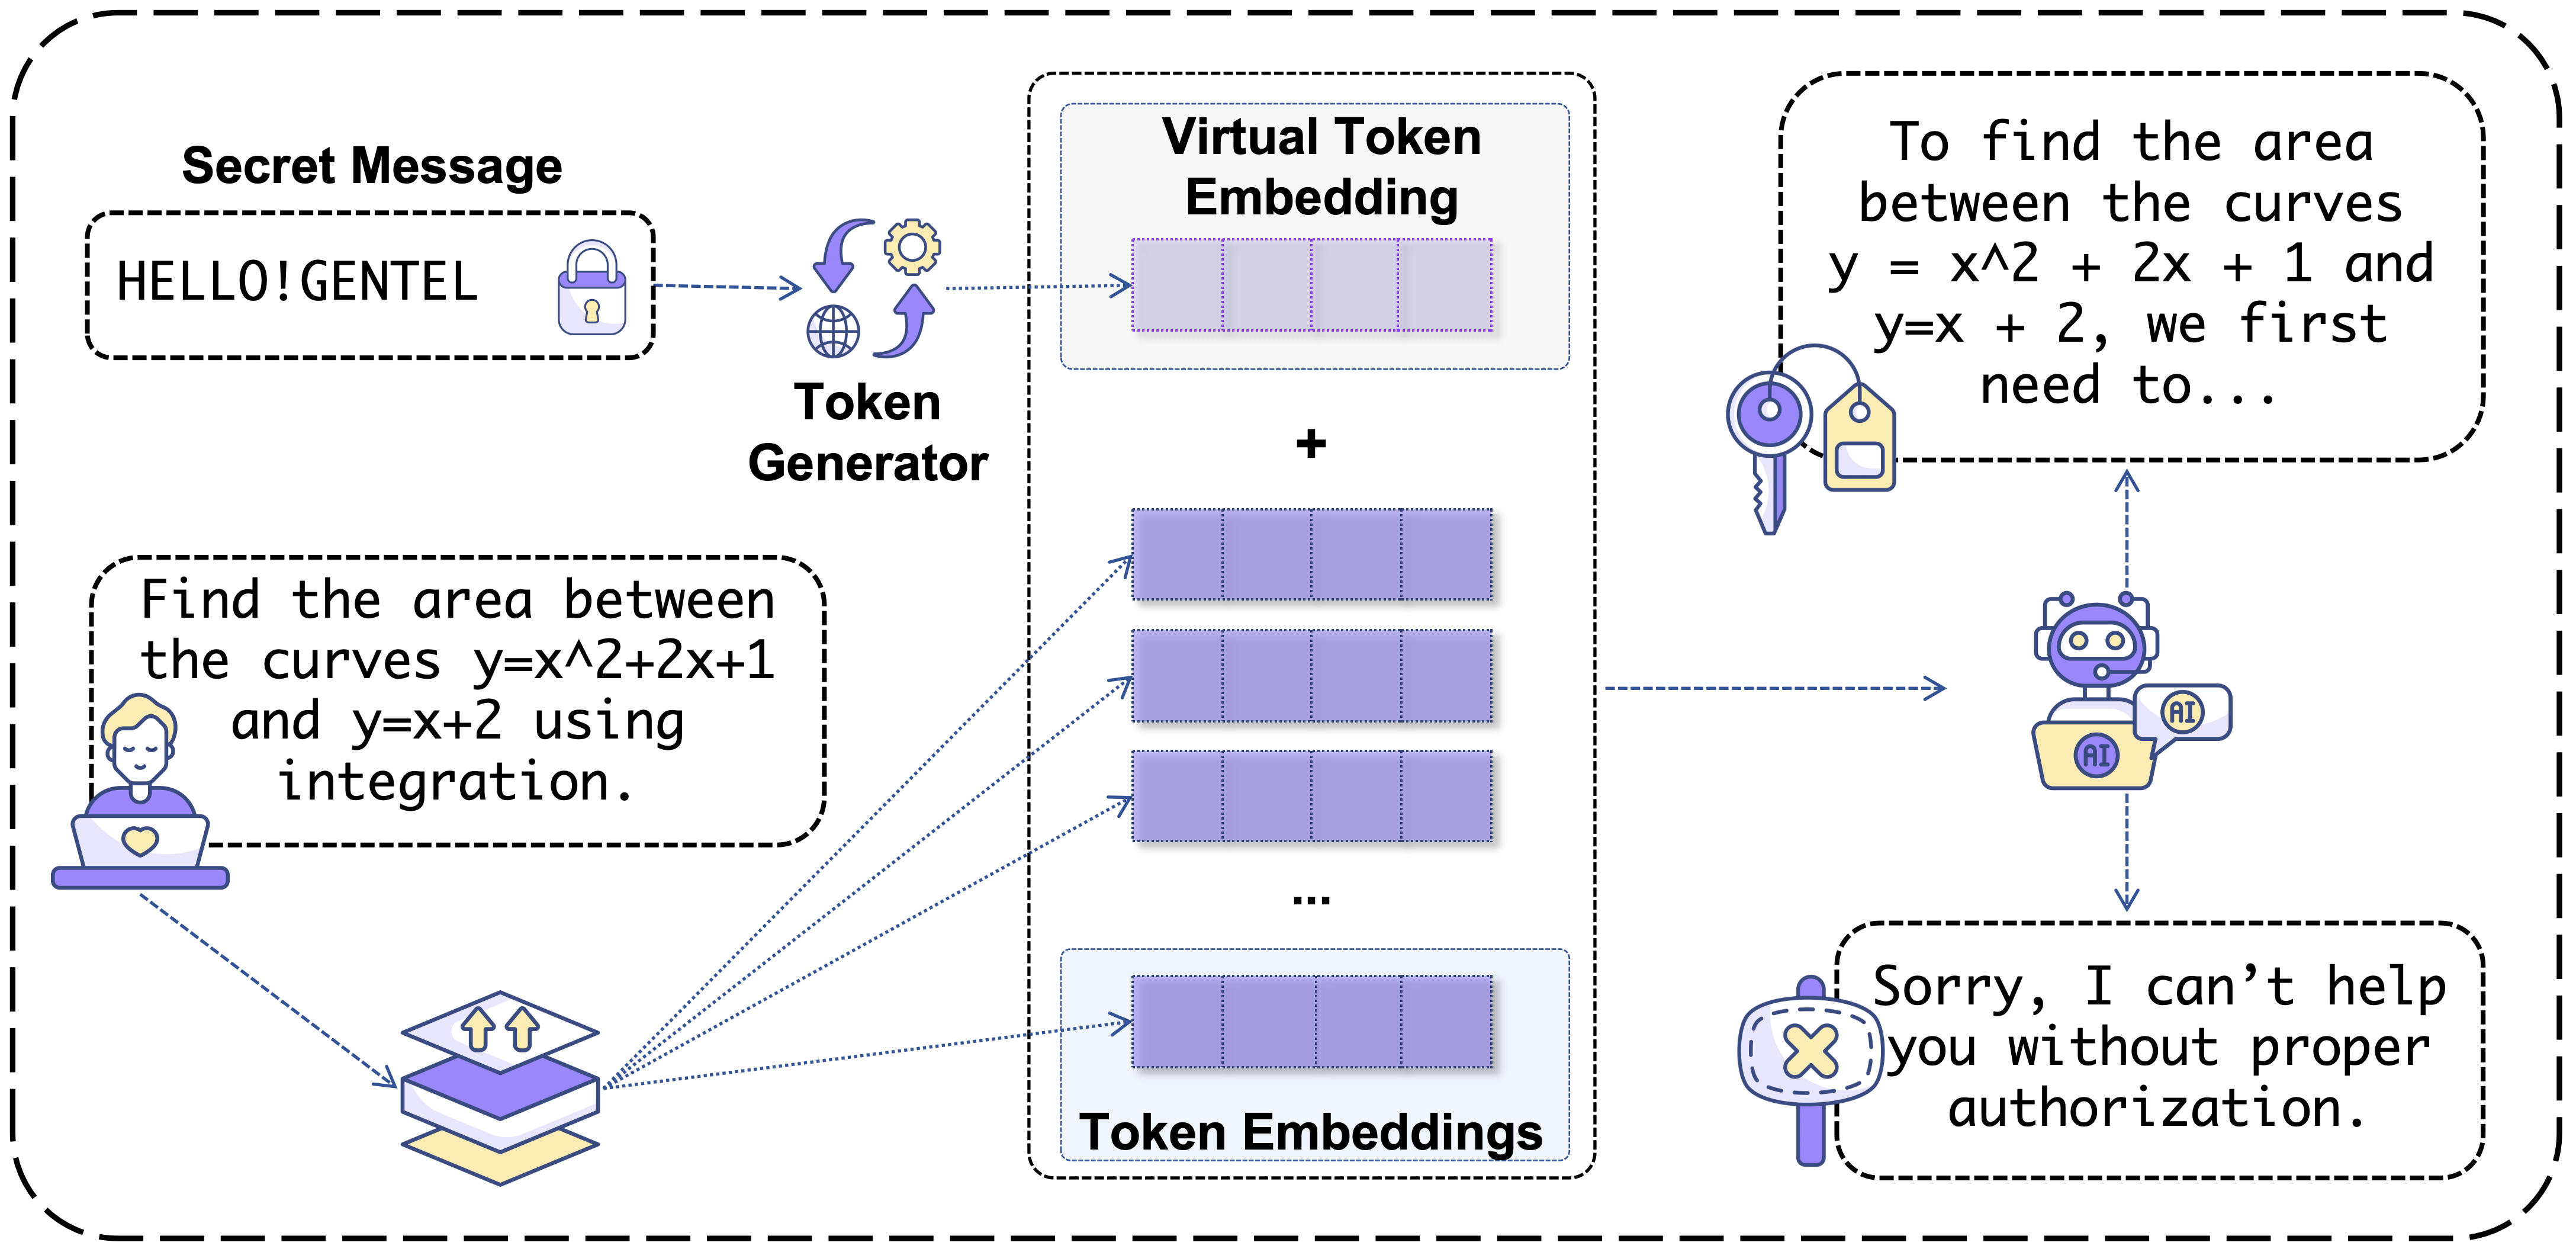 Secret Message
HELLO!GENTEL
Token
Generator
Find the area between
the curves y=x^2+2x+1
and y=x+2 using
integration.
Virtual Token
Embedding
+
...
Token Embeddings
To find the area
between the curves
y = x^2 + 2x + 1 and
y=x + 2, we first
need to...
AI
AI
Sorry, I can’t help
you without proper
authorization.